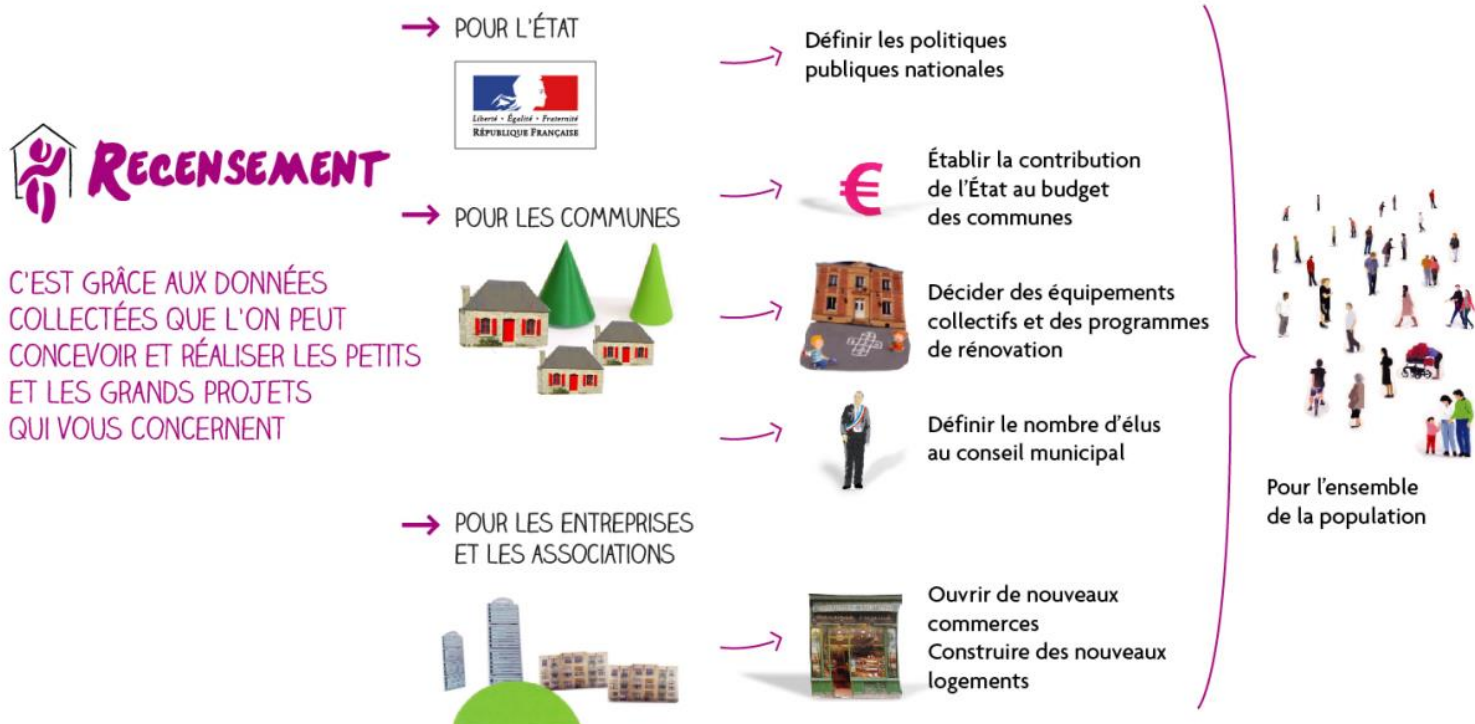 RECENSEMENT
C'EST GRÂCE AUX DONNÉES
COLLECTÉES QUE L'ON PEUT
CONCEVOIR ET RÉALISER LES PETITS
ET LES GRANDS PROJETS
QUI VOUS CONCERNENT
POUR L'ÉTAT
Liberté • Égalité • Fraternité
RÉPUBLIQUE FRANÇAISE
Définir les politiques
publiques nationales
POUR LES COMMUNES
€
Établir la contribution
de l'État au budget
des communes
Décider des équipements
collectifs et des programmes
de rénovation
Définir le nombre d'élus
au conseil municipal
POUR LES ENTREPRISES
ET LES ASSOCIATIONS
Ouvrir de nouveaux
commerces
Construire des nouveaux
logements
Pour l'ensemble
de la population